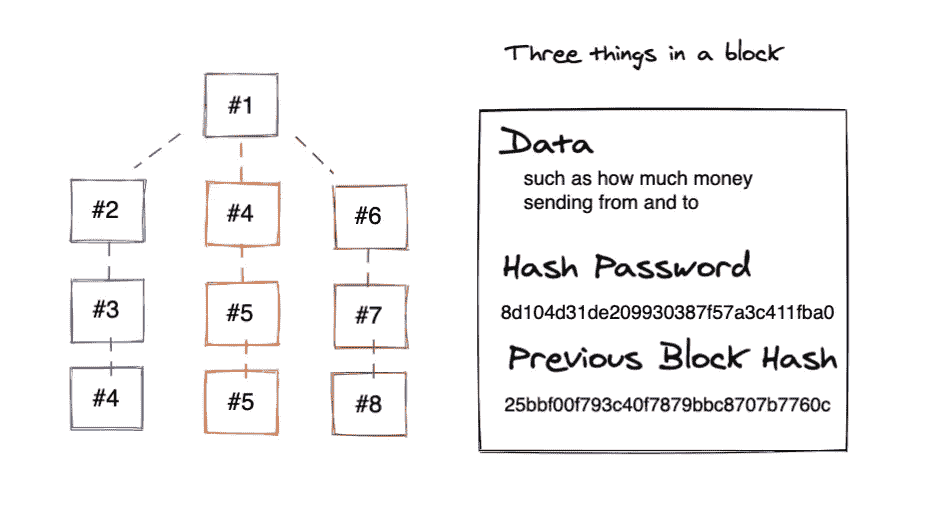 Three things in a block
#1
#2
#4
#6
#3
#5
#7
#4
#5
#8
Data
such as how much money
sending from and to
Hash Password
8d104d31de209930387f57a3c411fba0
Previous Block Hash
25bbf00f793c40f7879bbc8707b7760c